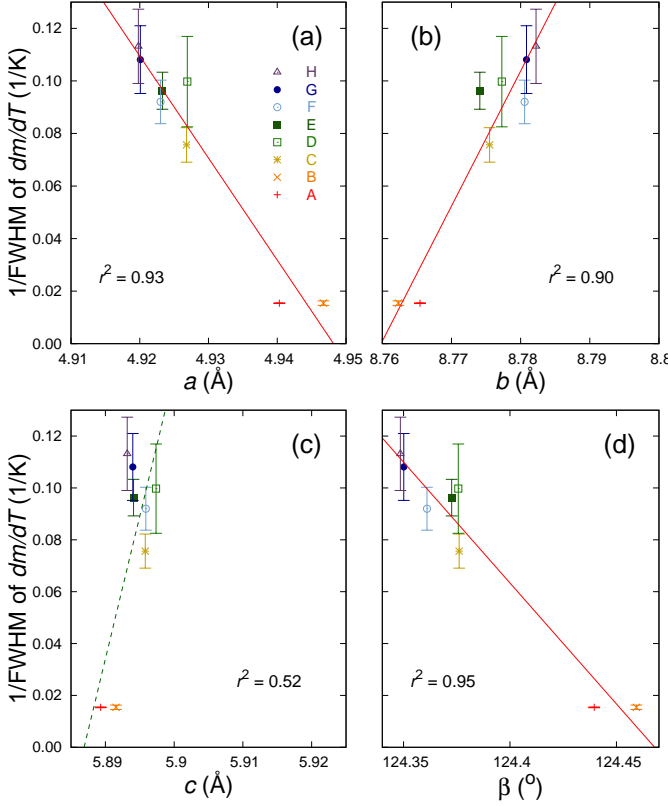 1/FWHM of dm/dT (1/K)
0.12
0.10
0.08
0.06
0.04
0.02
0.00
(a)
H
G
F
E
D
C
B
A
r² = 0.93
4.91 4.92 4.93 4.94 4.95
a (Å)
(b)
r² = 0.90
8.76 8.77 8.78 8.79 8.8
b (Å)
1/FWHM of dm/dT (1/K)
0.12
0.10
0.08
0.06
0.04
0.02
0.00
(c)
r² = 0.52
5.89 5.9 5.91 5.92
c (Å)
(d)
r² = 0.95
124.35 124.4 124.45
β (°)